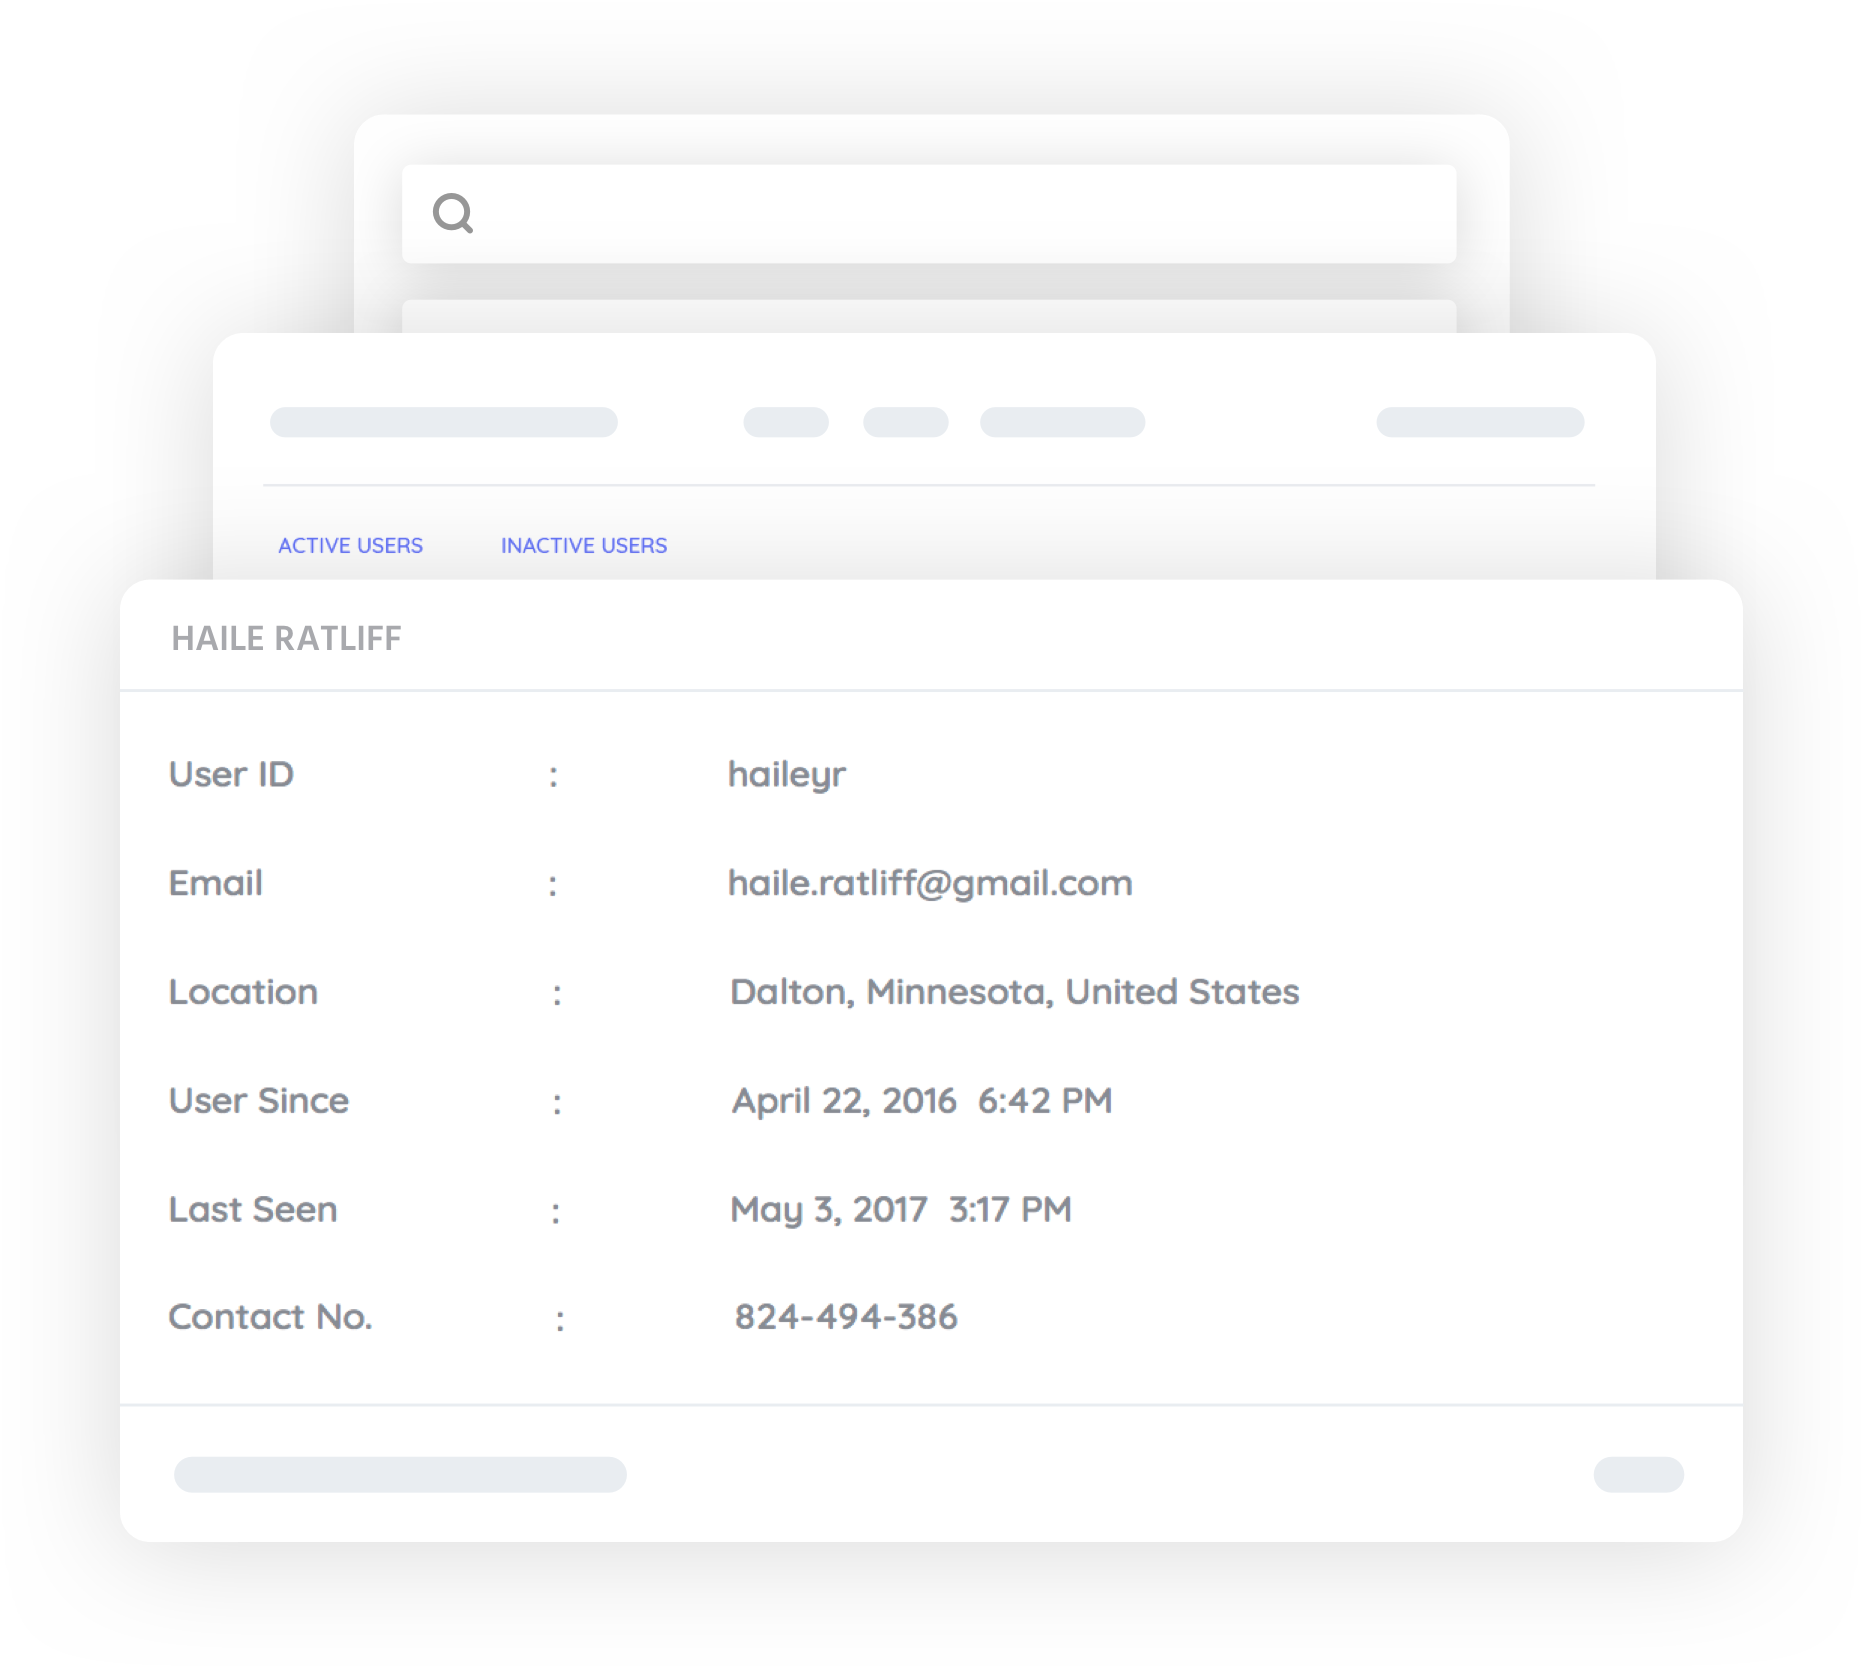 ACTIVE USERS INACTIVE USERS
HAILE RATLIFF
User ID : haileyr
Email : haile.ratliff@gmail.com
Location : Dalton, Minnesota, United States
User Since : April 22, 2016 6:42 PM
Last Seen : May 3, 2017 3:17 PM
Contact No. : 824-494-386